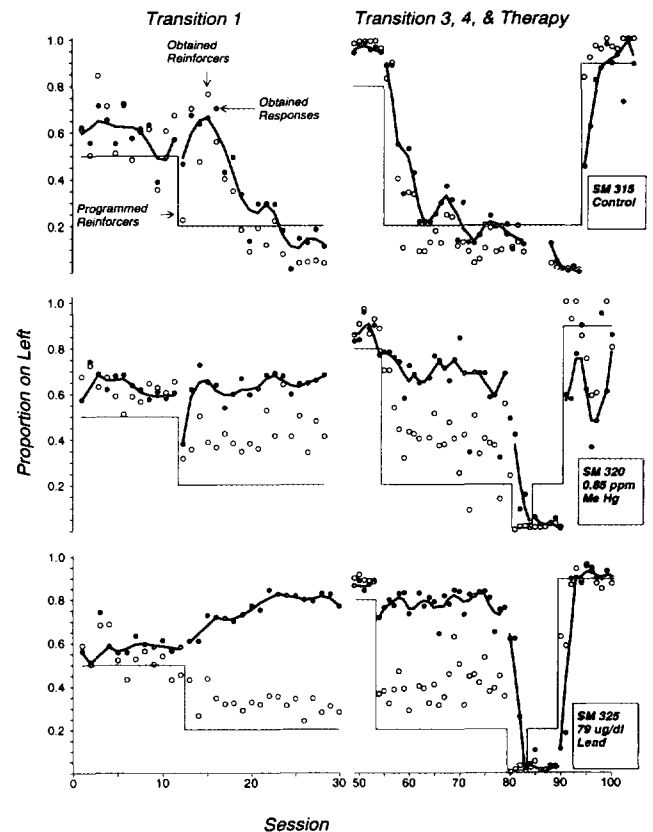 Transition 1
Transition 3, 4, & Therapy
Obtained
Reinforcers
Obtained
Responses
Programmed
Reinforcers
1.0
0.8
0.6
0.4
0.2
SM 315
Control
Proportion on Left
1.0
0.8
0.6
0.4
0.2
SM 320
0.85 ppm
Me Hg
1.0
0.8
0.6
0.4
0.2
SM 325
79 ug/dl
Lead
0
10
20
30
50
60
70
80
90
100
Session